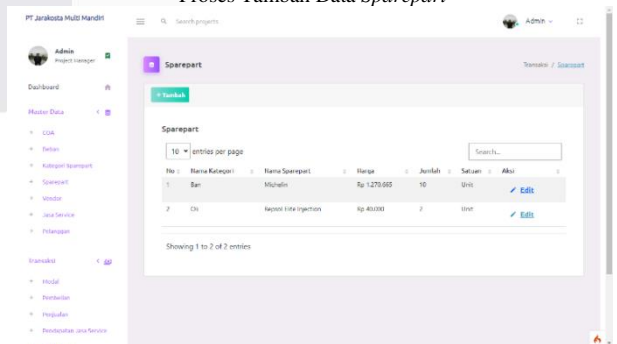 Proses Tambah Data Sparepart
PT Jarakosta Multi Mandiri
Search projects
Admin
Admin
Project Manager
Dashboard
Master Data
COA
Beban
Kategori Sparepart
Sparepart
Vendor
Jasa Service
Pelanggan
Transaksi
Modal
Pembelian
Penjualan
Pendapatan Jasa Service
Sparepart
Transaksi / Sparepart
+ Tambah
Sparepart
10 entries per page
Search...
No Nama Kategori Nama Sparepart Harga Jumlah Satuan Aksi
1 Ban Michelin Rp 1.270.665 10 Unit Edit
2 Oli Repsol Elite Injection Rp 40.000 2 Unit Edit
Showing 1 to 2 of 2 entries